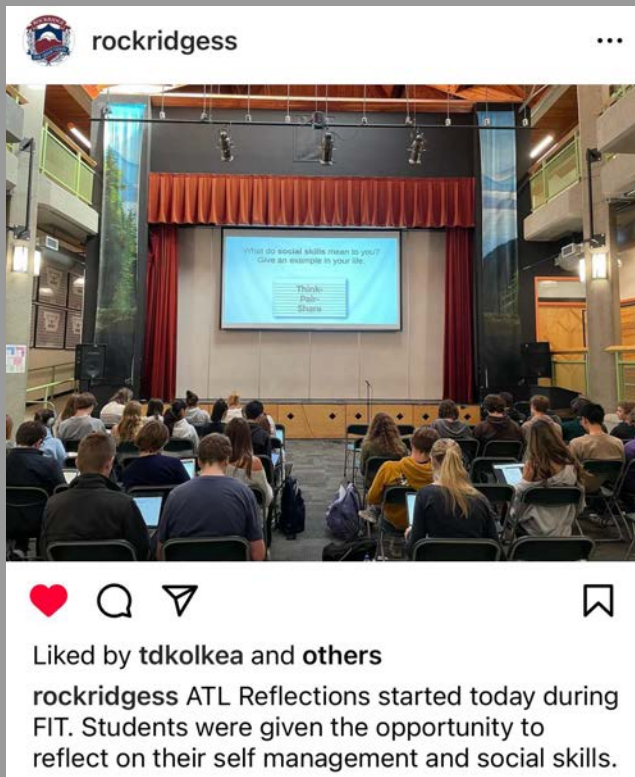 rockridgess
What do social skills mean to you?
Give an example in your life.
Think-
Pair-
Share
Liked by tdkolkea and others
rockridgess ATL Reflections started today during
FIT. Students were given the opportunity to
reflect on their self management and social skills.